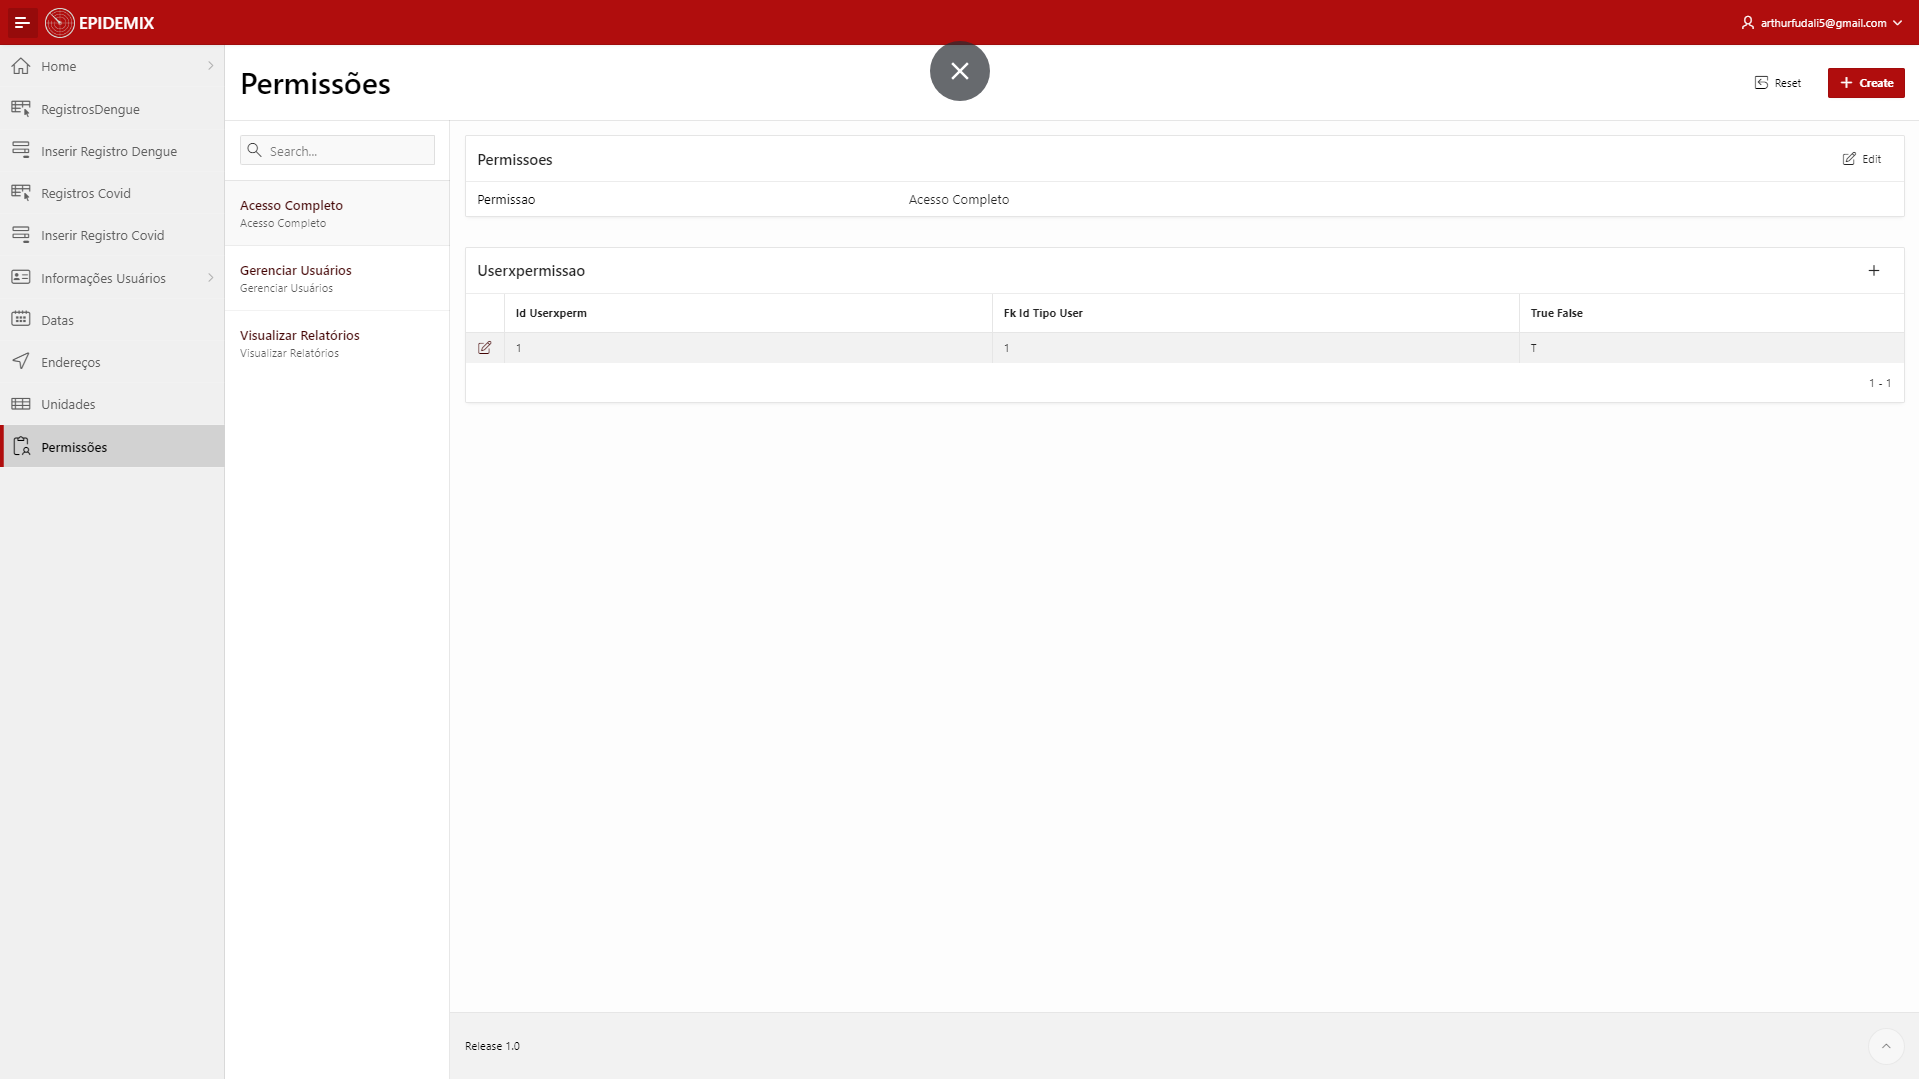 EPIDEMIX
arthurfudali5@gmail.com
Home
RegistrosDengue
Inserir Registro Dengue
Registros Covid
Inserir Registro Covid
Informações Usuários
Datas
Endereços
Unidades
Permissões
Permissões
Reset
Create
Search...
Acesso Completo
Acesso Completo
Gerenciar Usuários
Gerenciar Usuários
Visualizar Relatórios
Visualizar Relatórios
Permissoes
Edit
Permissao Acesso Completo
Userxpermissao
Id Userxperm Fk Id Tipo User True False
1 1 T
1 - 1
Release 1.0